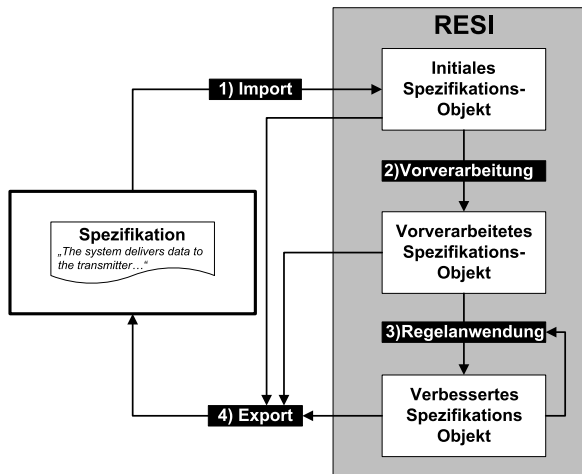 RESI
Initiales
Spezifikations-
Objekt
1) Import
2)Vorverarbeitung
Spezifikation
„The system delivers data to
the transmitter…“
Vorverarbeitetes
Spezifikations-
Objekt
3)Regelanwendung
4) Export
Verbessertes
Spezifikations
Objekt